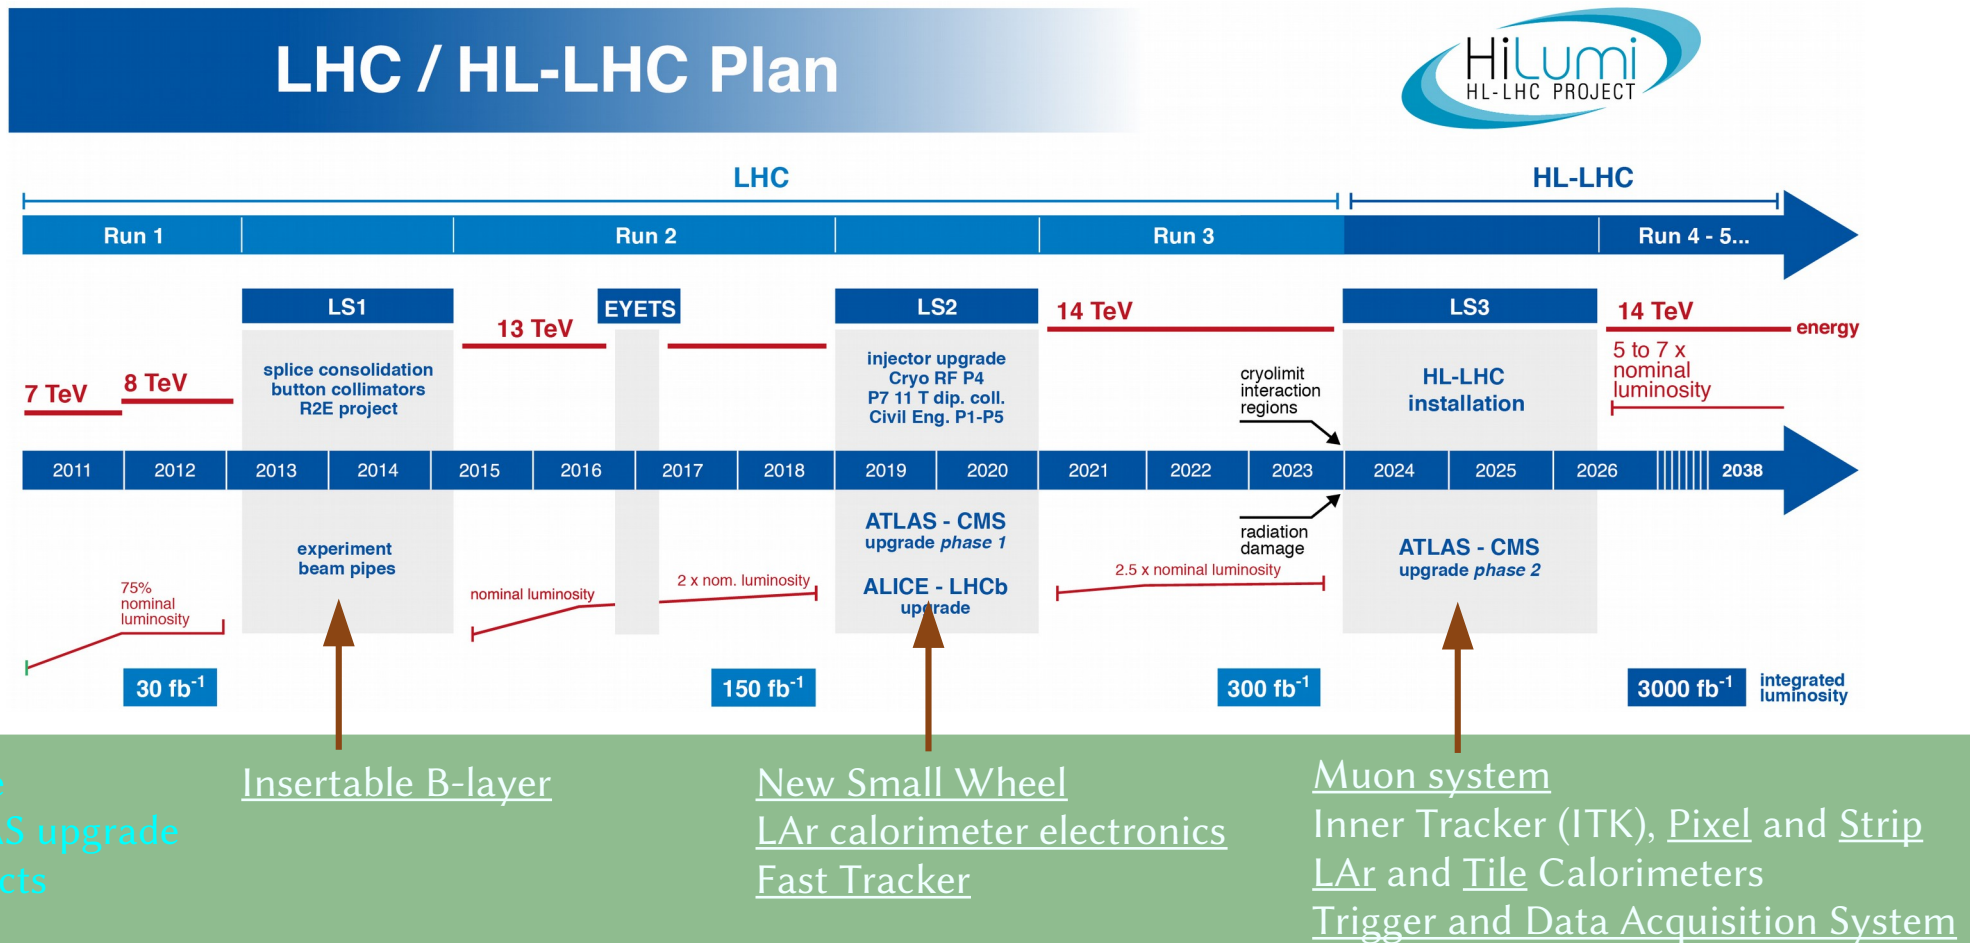 LHC / HL-LHC Plan
HiLumi
HL-LHC PROJECT
LHC
HL-LHC
Run 1
Run 2
Run 3
Run 4 - 5...
LS1
EYETS
LS2
LS3
7 TeV
8 TeV
13 TeV
14 TeV
14 TeV
energy
splice consolidation
button collimators
R2E project
injector upgrade
Cryo RF P4
P7 11 T dip. coll.
Civil Eng. P1-P5
cryolimit
interaction
regions
HL-LHC
installation
5 to 7 x
nominal
luminosity
2011 2012 2013 2014 2015 2016 2017 2018 2019 2020 2021 2022 2023 2024 2025 2026 2038
experiment
beam pipes
ATLAS - CMS
upgrade phase 1
ALICE - LHCb
upgrade
radiation
damage
ATLAS - CMS
upgrade phase 2
75%
nominal
luminosity
nominal luminosity
2 x nom. luminosity
2.5 x nominal luminosity
30 fb-1
150 fb-1
300 fb-1
3000 fb-1
integrated
luminosity
upgrade
Insertable B-layer
New Small Wheel
LAr calorimeter electronics
Fast Tracker
Muon system
Inner Tracker (ITK), Pixel and Strip
LAr and Tile Calorimeters
Trigger and Data Acquisition System